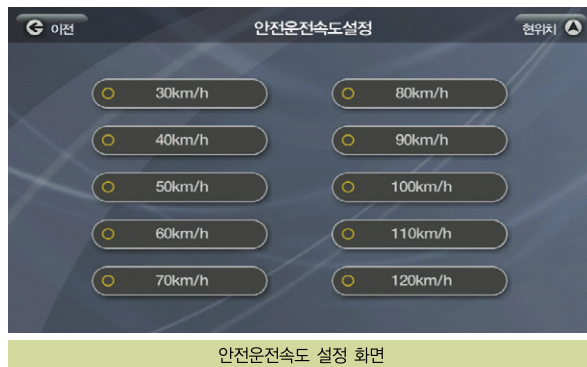 이전 안전운전속도설정 현위치
30km/h 80km/h
40km/h 90km/h
50km/h 100km/h
60km/h 110km/h
70km/h 120km/h
안전운전속도 설정 화면